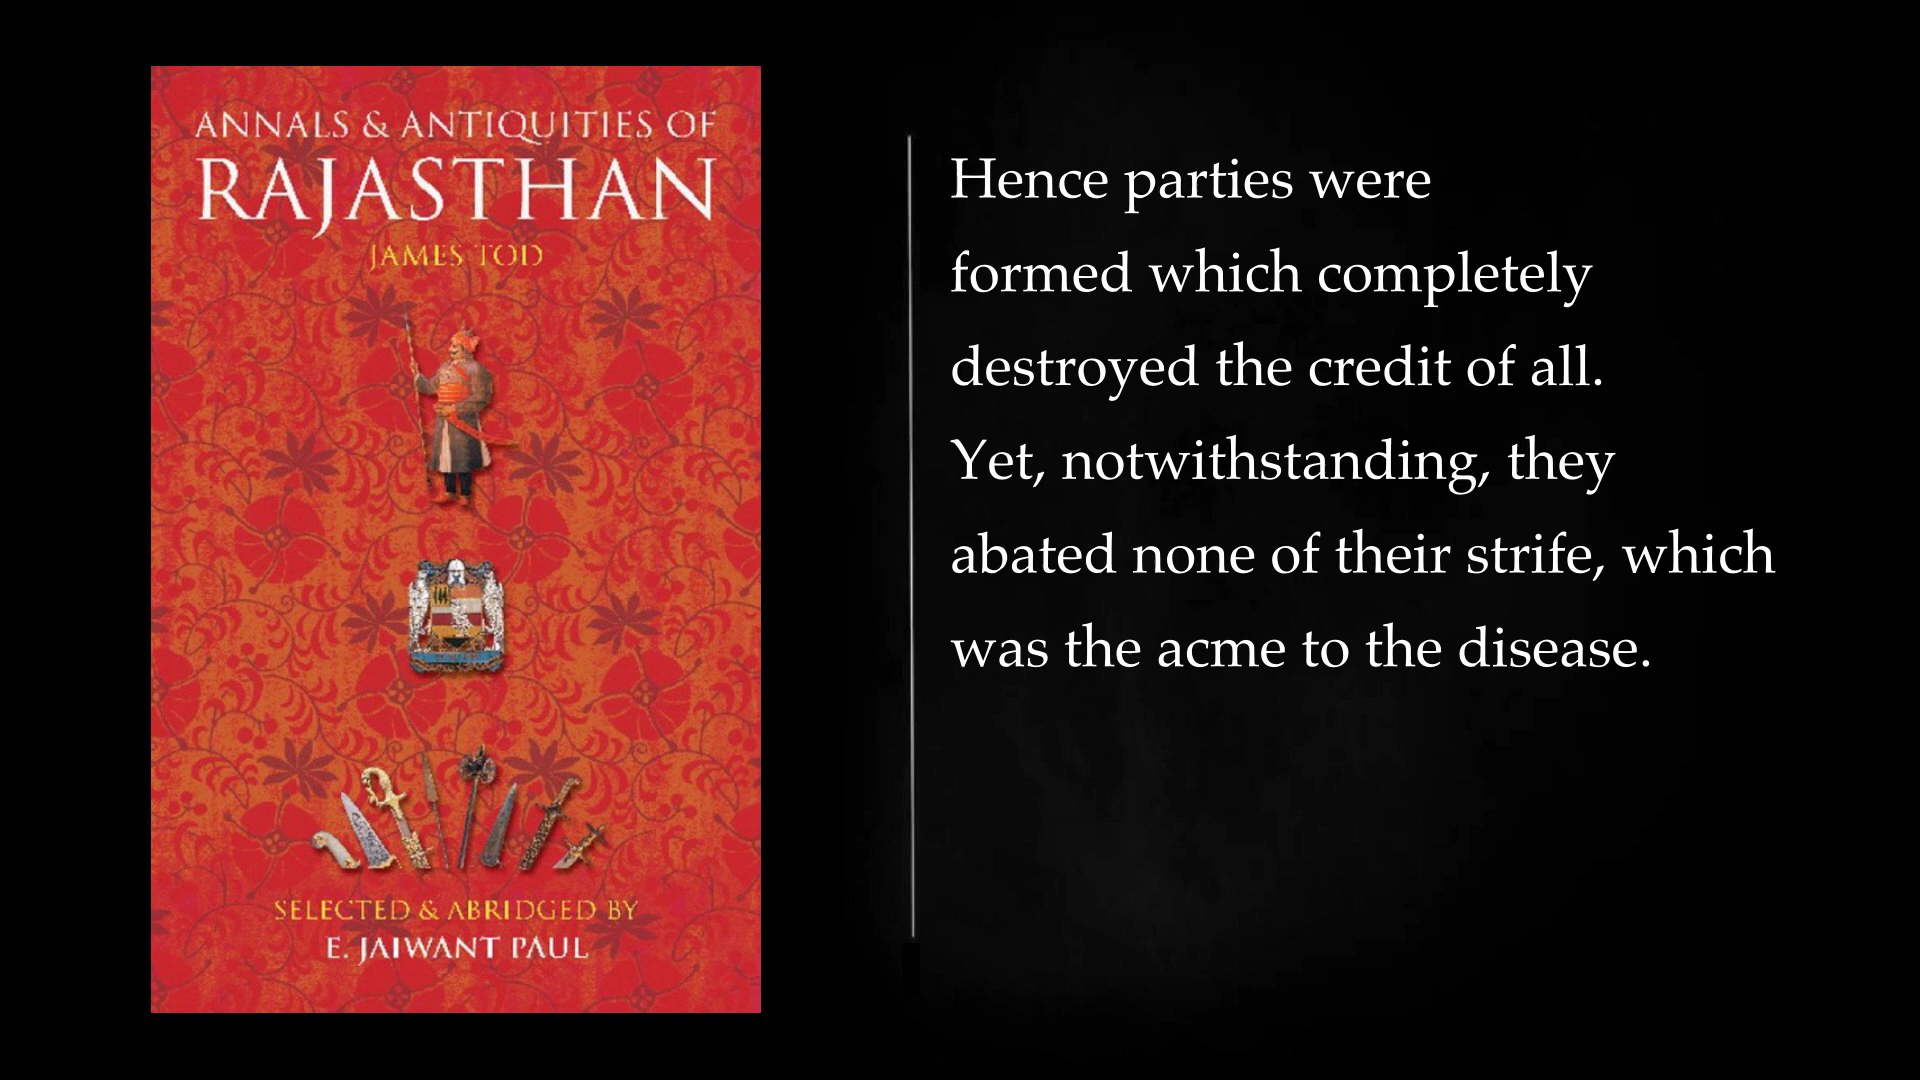 ANNALS & ANTIQUITIES OF
RAJASTHAN
JAMES TOD
SELECTED & ABRIDGED BY
E. JAIWANT PAUL
Hence parties were
formed which completely
destroyed the credit of all.
Yet, notwithstanding, they
abated none of their strife, which
was the acme to the disease.